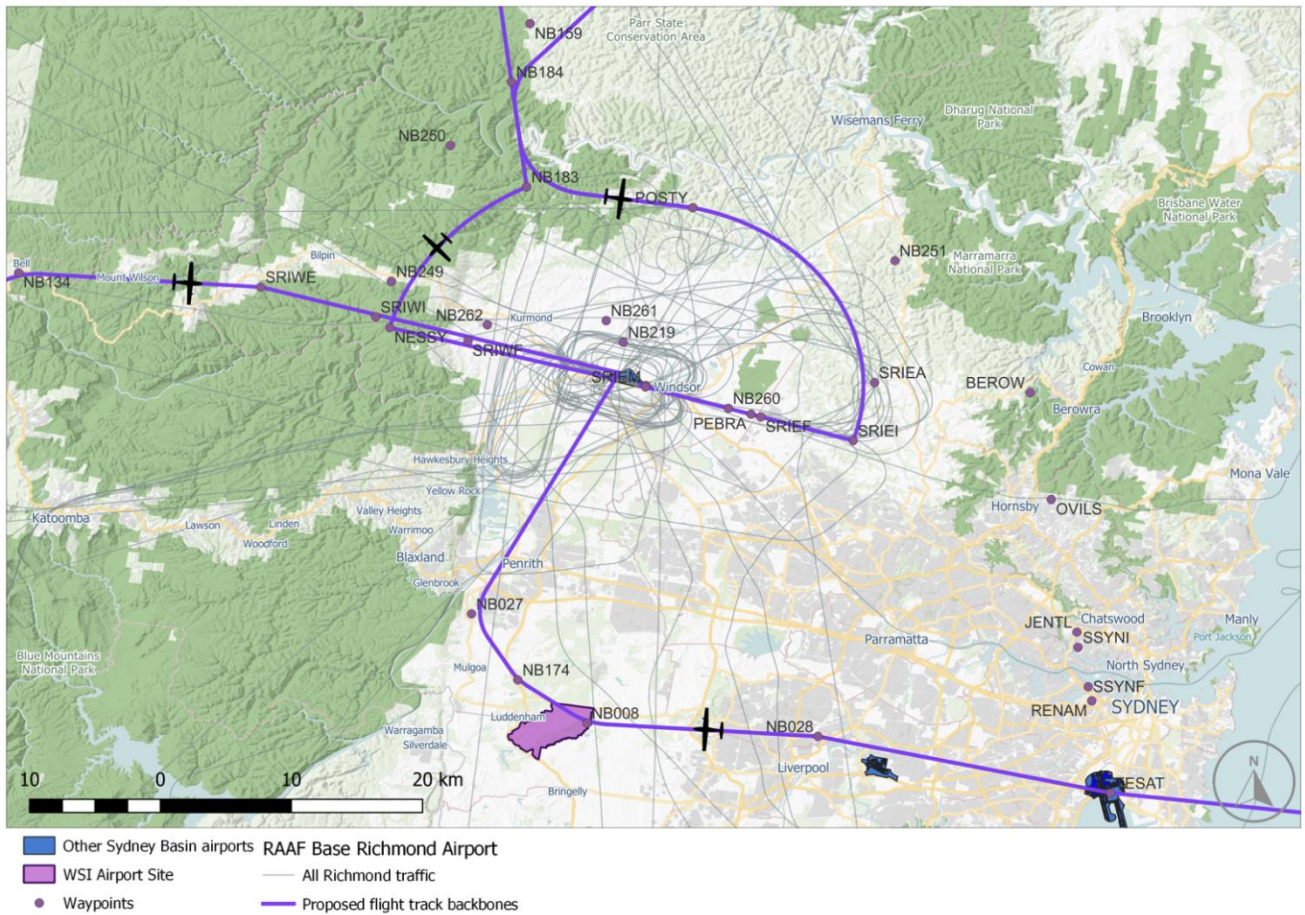 NB159
Parr State
Conservation Area
NB184
Dharug National
Park
Wisemans Ferry
NB250
NB183
POSTY
Brisbane Water
National Park
NB251
Marramarra
National Park
Bell
NB134
Mount Wilson
Bilpin
SRIWE
NB249
SRIWI
NB262
Kurmond
NB261
NB219
NESSY
SRIWF
Brooklyn
Cowan
SRIEM
Windsor
SRIEA
BEROW
Berowra
NB260
PEBRA
SRIEF
SRIEI
Hawkesbury Heights
Mona Vale
Yellow Rock
Katoomba
Lawson
Linden
Woodford
Valley Heights
Warrimoo
Hornsby
OVILS
Blaxland
Glenbrook
Penrith
NB027
JENTL
Chatswood
SSYNI
Manly
Port Jackson
Parramatta
Blue Mountains
National Park
Mulgoa
NB174
North Sydney
SSYNF
RENAM
SYDNEY
Luddenham
NB008
Warragamba
Silverdale
NB028
Liverpool
N
Bringelly
TESAT
10 0 10 20 km
Other Sydney Basin airports
WSI Airport Site
Waypoints
RAAF Base Richmond Airport
All Richmond traffic
Proposed flight track backbones